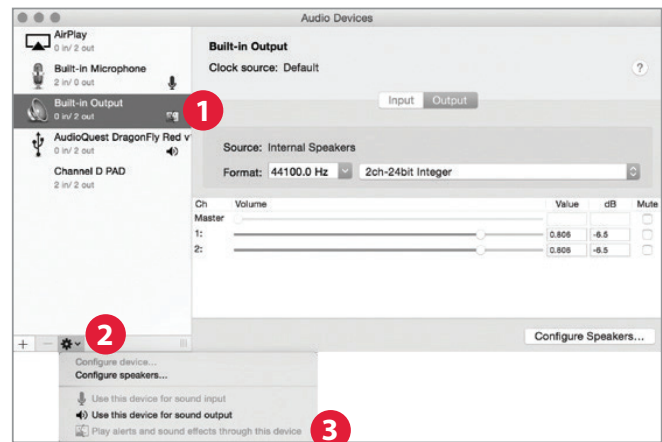 Audio Devices
AirPlay
0 in/ 2 out
Built-in Microphone
2 in/ 0 out
Built-in Output
0 in/ 2 out
1
AudioQuest DragonFly Red v
0 in/ 2 out
Channel D PAD
2 in/ 2 out
Built-in Output
Clock source: Default
?
Input Output
Source: Internal Speakers
Format: 44100.0 Hz 2ch-24bit Integer
Ch Volume Value dB Mute
Master
1: 0.806 -6.5
2: 0.806 -6.5
Configure Speakers...
+ −
2
Configure device...
Configure speakers...
Use this device for sound input
Use this device for sound output
Play alerts and sound effects through this device
3